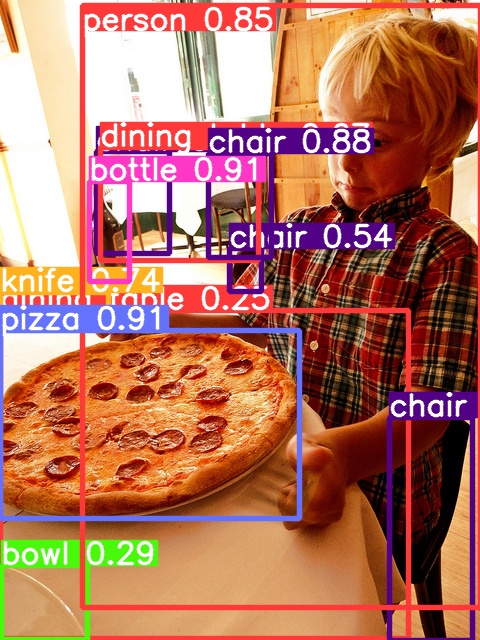 person 0.85
dining
chair 0.88
bottle 0.91
chair 0.54
knife 0.74
dining table 0.25
pizza 0.91
chair
bowl 0.29